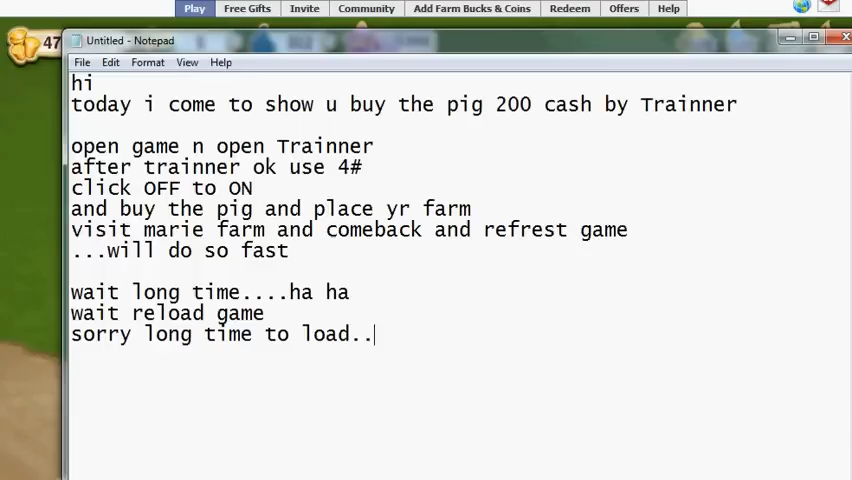 Play Free Gifts Invite Community Add Farm Bucks & Coins Redeem Offers Help
47
Untitled - Notepad
File Edit Format View Help
hi
today i come to show u buy the pig 200 cash by Trainner
open game n open Trainner
after trainner ok use 4#
click OFF to ON
and buy the pig and place yr farm
visit marie farm and comeback and refrest game
...will do so fast
wait long time....ha ha
wait reload game
sorry long time to load..